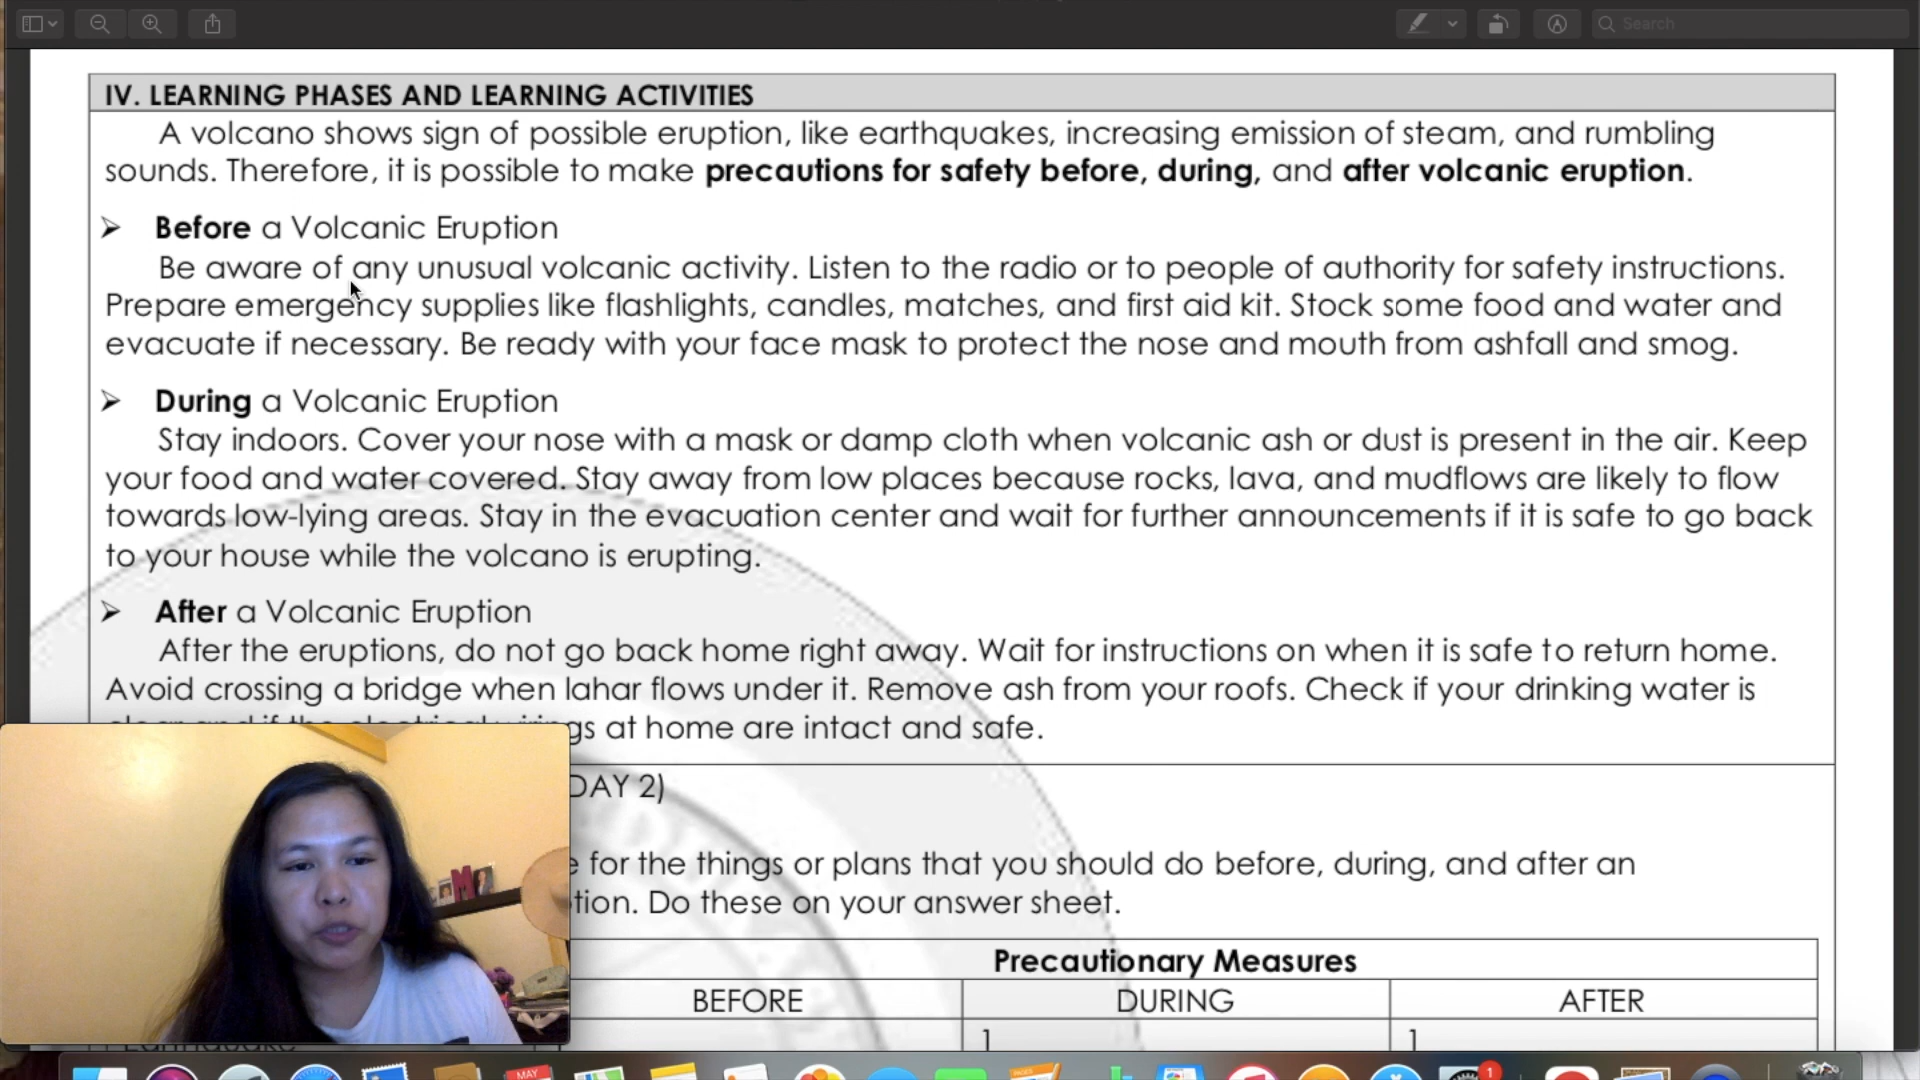 Search
IV. LEARNING PHASES AND LEARNING ACTIVITIES
A volcano shows sign of possible eruption, like earthquakes, increasing emission of steam, and rumbling
sounds. Therefore, it is possible to make precautions for safety before, during, and after volcanic eruption.
➢ Before a Volcanic Eruption
Be aware of any unusual volcanic activity. Listen to the radio or to people of authority for safety instructions.
Prepare emergency supplies like flashlights, candles, matches, and first aid kit. Stock some food and water and
evacuate if necessary. Be ready with your face mask to protect the nose and mouth from ashfall and smog.
➢ During a Volcanic Eruption
Stay indoors. Cover your nose with a mask or damp cloth when volcanic ash or dust is present in the air. Keep
your food and water covered. Stay away from low places because rocks, lava, and mudflows are likely to flow
towards low-lying areas. Stay in the evacuation center and wait for further announcements if it is safe to go back
to your house while the volcano is erupting.
➢ After a Volcanic Eruption
After the eruptions, do not go back home right away. Wait for instructions on when it is safe to return home.
Avoid crossing a bridge when lahar flows under it. Remove ash from your roofs. Check if your drinking water is
at home are intact and safe.
DAY 2)
for the things or plans that you should do before, during, and after an
Do these on your answer sheet.
Precautionary Measures
BEFORE DURING AFTER
1 1
MAY
PAGES
1